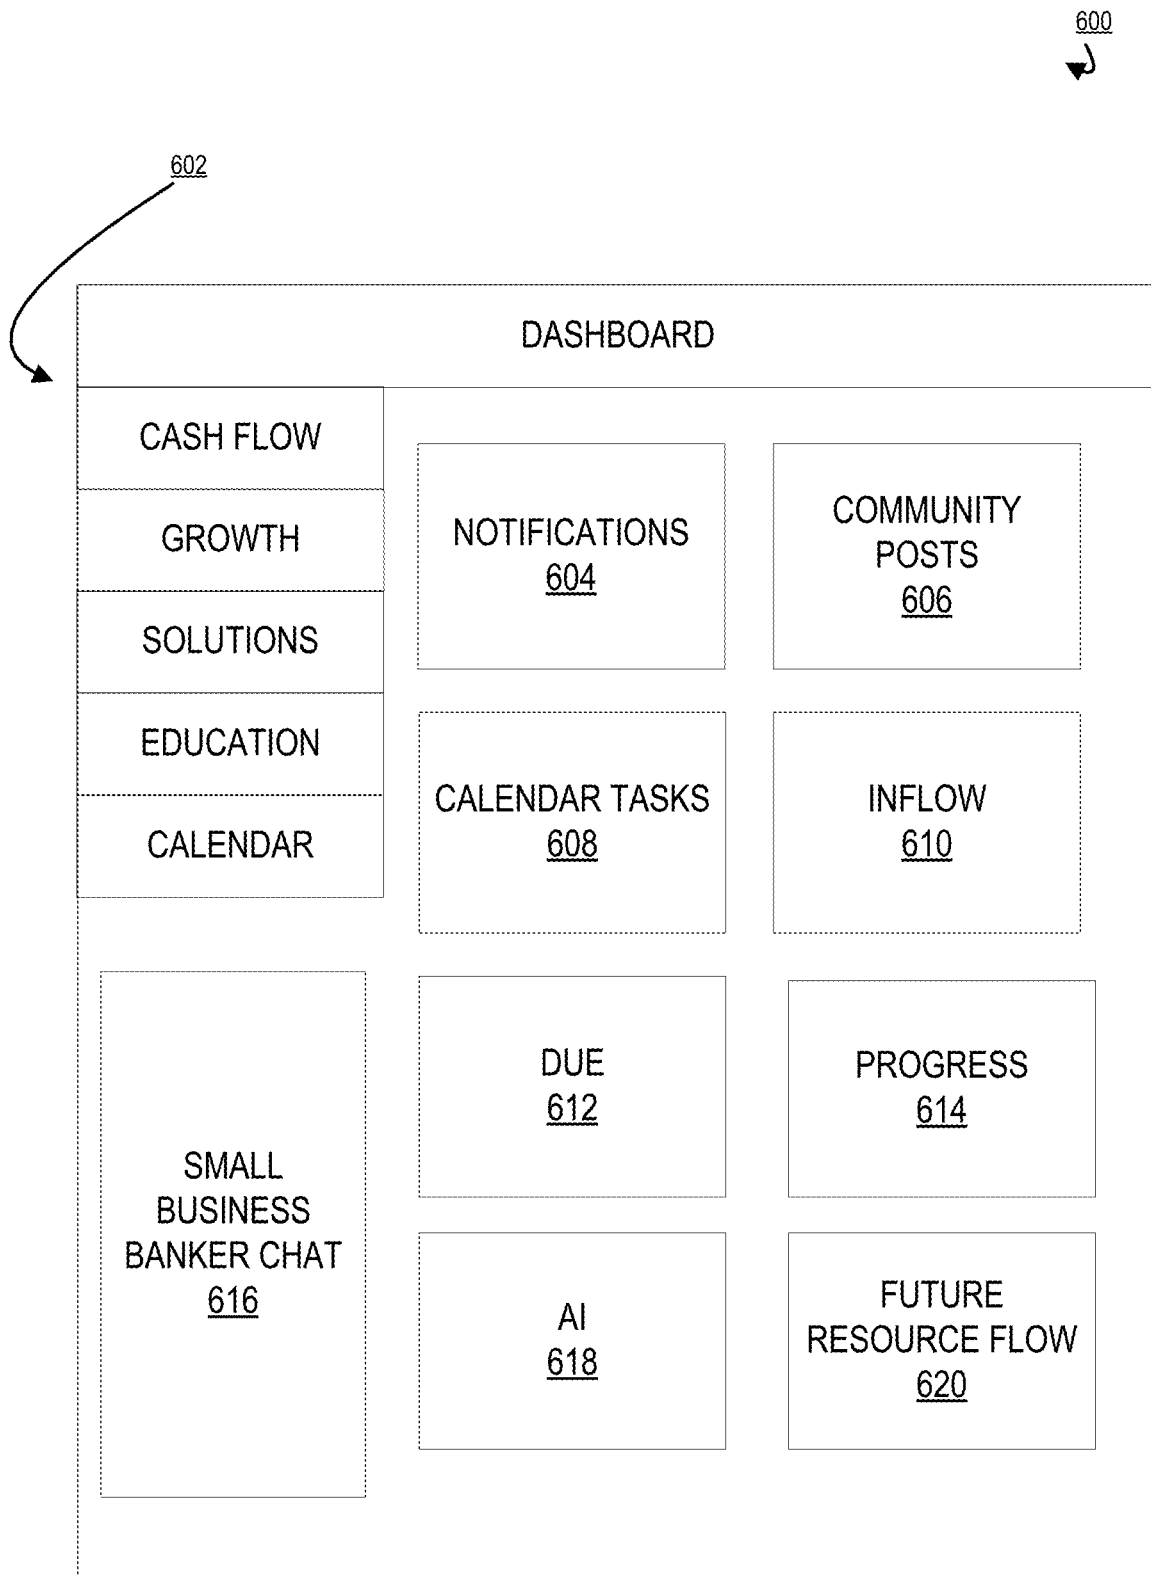 600
602
DASHBOARD
CASH FLOW
GROWTH
SOLUTIONS
EDUCATION
CALENDAR
NOTIFICATIONS
604
COMMUNITY
POSTS
606
CALENDAR TASKS
608
INFLOW
610
DUE
612
PROGRESS
614
SMALL
BUSINESS
BANKER CHAT
616
AI
618
FUTURE
RESOURCE FLOW
620